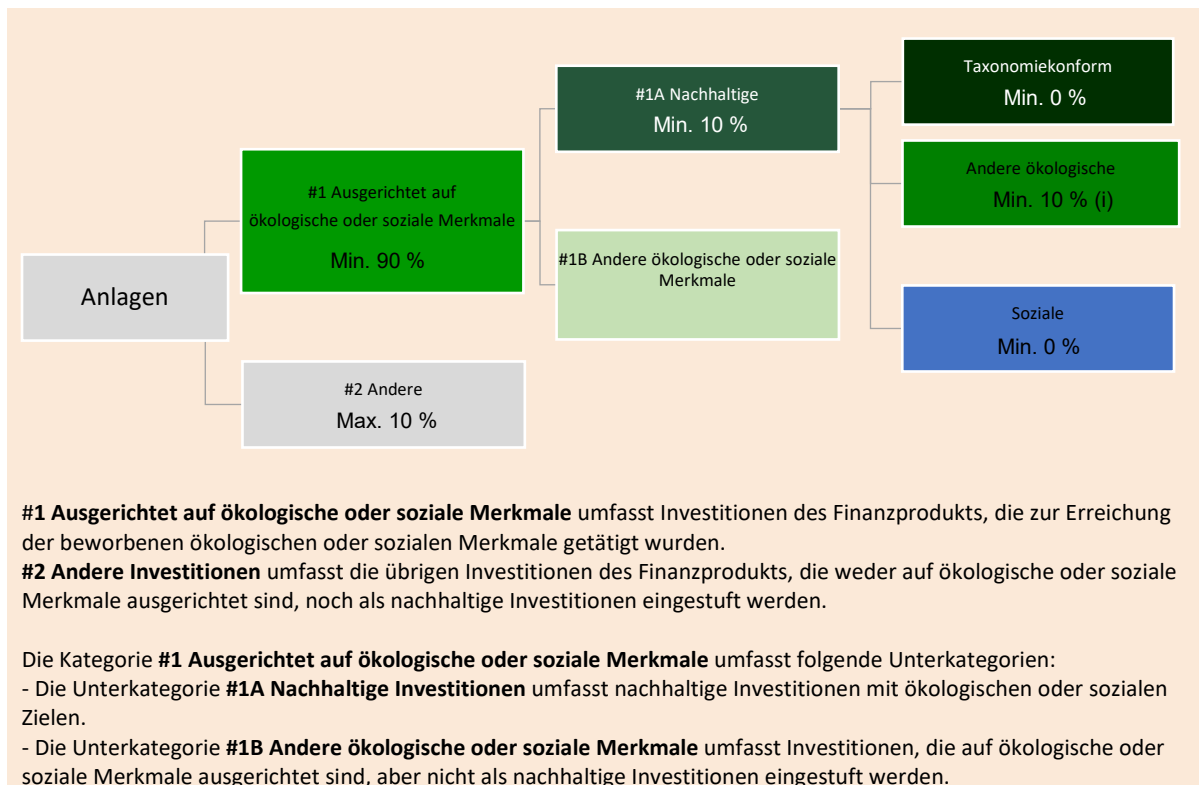 Taxonomiekonform
Min. 0 %
#1A Nachhaltige
Min. 10 %
Andere ökologische
Min. 10 % (i)
#1 Ausgerichtet auf
ökologische oder soziale Merkmale
Min. 90 %
#1B Andere ökologische oder soziale
Merkmale
Anlagen
Soziale
Min. 0 %
#2 Andere
Max. 10 %
#1 Ausgerichtet auf ökologische oder soziale Merkmale umfasst Investitionen des Finanzprodukts, die zur Erreichung
der beworbenen ökologischen oder sozialen Merkmale getätigt wurden.
#2 Andere Investitionen umfasst die übrigen Investitionen des Finanzprodukts, die weder auf ökologische oder soziale
Merkmale ausgerichtet sind, noch als nachhaltige Investitionen eingestuft werden.
Die Kategorie #1 Ausgerichtet auf ökologische oder soziale Merkmale umfasst folgende Unterkategorien:
- Die Unterkategorie #1A Nachhaltige Investitionen umfasst nachhaltige Investitionen mit ökologischen oder sozialen
Zielen.
- Die Unterkategorie #1B Andere ökologische oder soziale Merkmale umfasst Investitionen, die auf ökologische oder
soziale Merkmale ausgerichtet sind, aber nicht als nachhaltige Investitionen eingestuft werden.